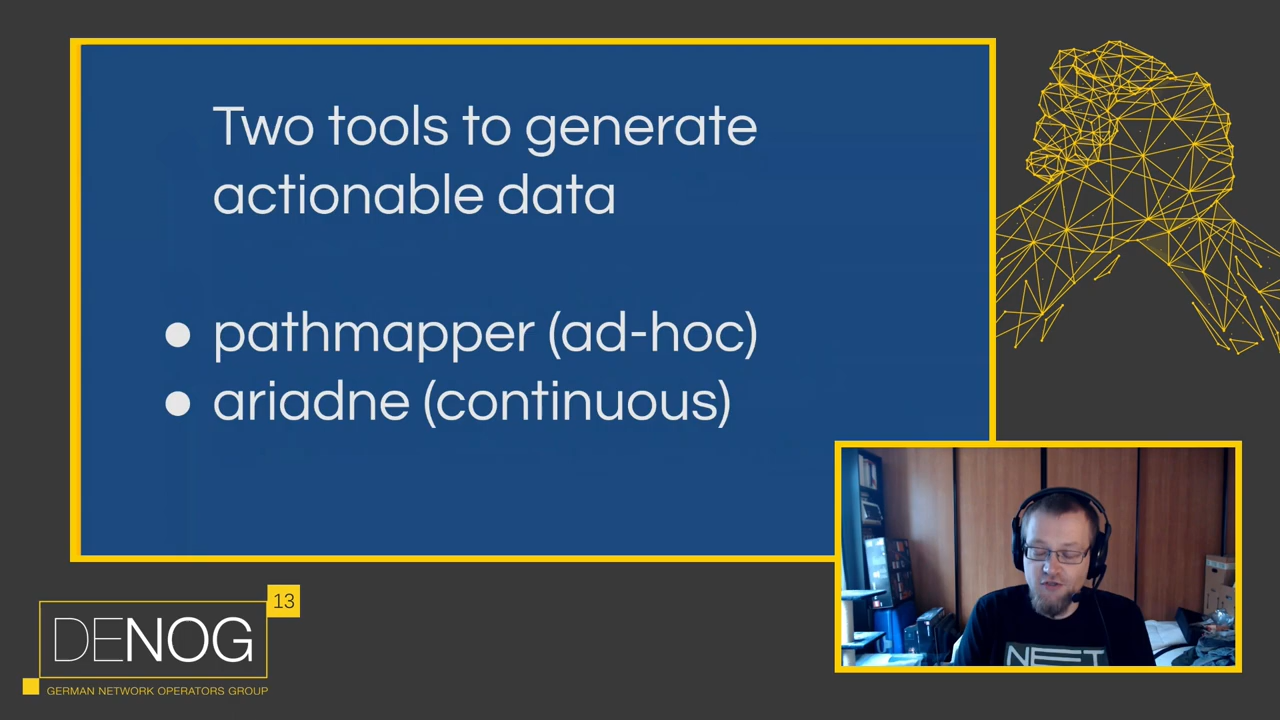 Two tools to generate
actionable data
● pathmapper (ad-hoc)
● ariadne (continuous)
NET
13
DENOG
GERMAN NETWORK OPERATORS GROUP